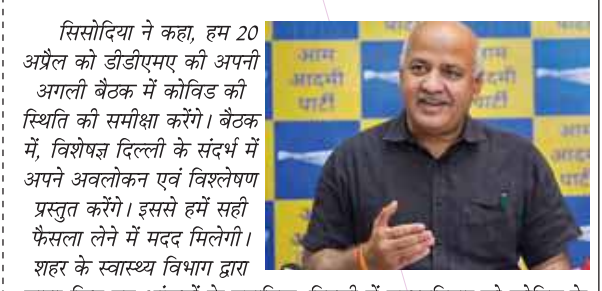 सिसोदिया ने कहा, हम 20
अप्रैल को डीडीएमए की अपनी
अगली बैठक में कोविड की
स्थिति की समीक्षा करेंगे। बैठक
में, विशेषज्ञ दिल्ली के संदर्भ में
अपने अवलोकन एवं विश्लेषण
प्रस्तुत करेंगे। इससे हमें सही
फैसला लेने में मदद मिलेगी।
शहर के स्वास्थ्य विभाग द्वारा
आम
आदमी
पार्टी
आम
आदमी
पार्टी